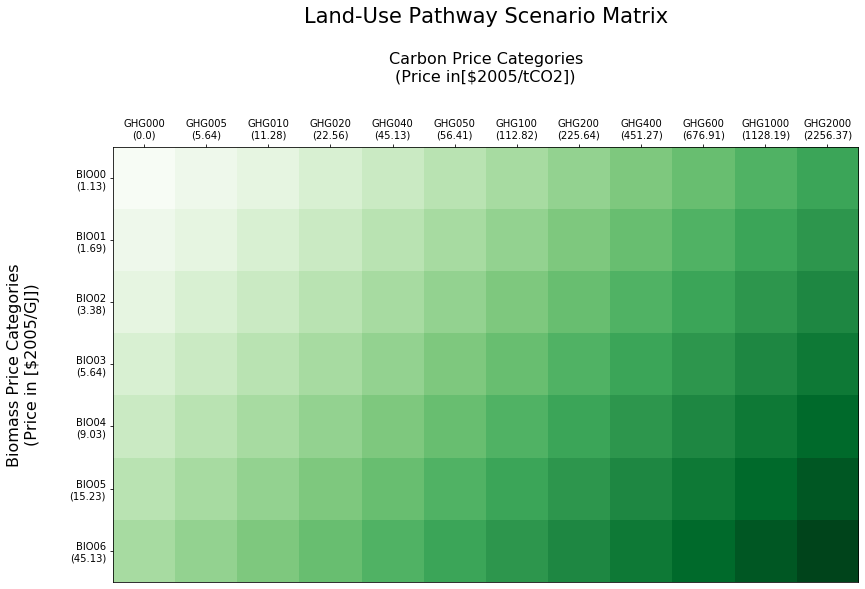 Land-Use Pathway Scenario Matrix
Carbon Price Categories
(Price in[$2005/tCO2])
GHG000 GHG005 GHG010 GHG020 GHG040 GHG050 GHG100 GHG200 GHG400 GHG600 GHG1000 GHG2000
(0.0) (5.64) (11.28) (22.56) (45.13) (56.41) (112.82) (225.64) (451.27) (676.91) (1128.19) (2256.37)
Biomass Price Categories
(Price in [$2005/GJ])
BIO00
(1.13)
BIO01
(1.69)
BIO02
(3.38)
BIO03
(5.64)
BIO04
(9.03)
BIO05
(15.23)
BIO06
(45.13)